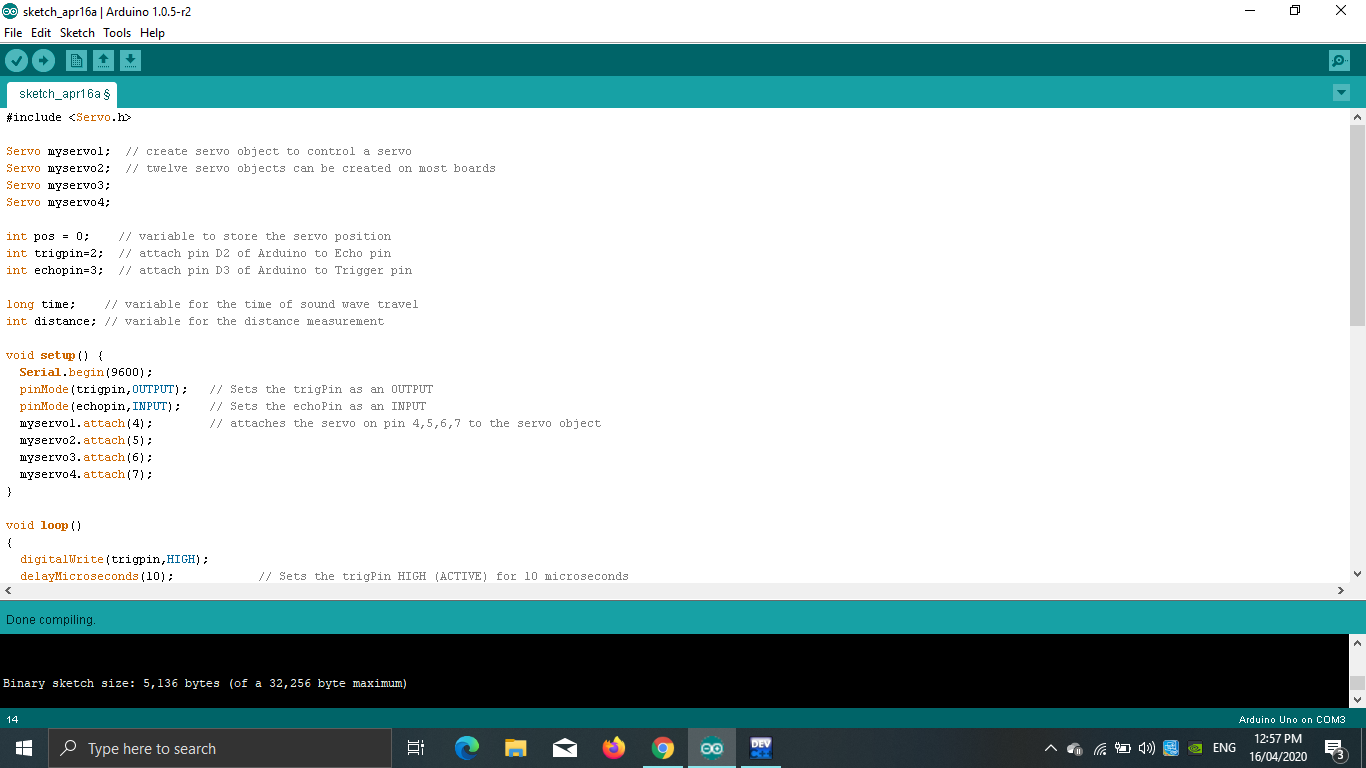 sketch_apr16a | Arduino 1.0.5-r2
File Edit Sketch Tools Help
sketch_apr16a §
#include <Servo.h>
Servo myservo1;  // create servo object to control a servo
Servo myservo2;  // twelve servo objects can be created on most boards
Servo myservo3;
Servo myservo4;
int pos = 0;    // variable to store the servo position
int trigpin=2;  // attach pin D2 of Arduino to Echo pin
int echopin=3;  // attach pin D3 of Arduino to Trigger pin
long time;    // variable for the time of sound wave travel
int distance; // variable for the distance measurement
void setup() {
  Serial.begin(9600);
  pinMode(trigpin,OUTPUT);   // Sets the trigPin as an OUTPUT
  pinMode(echopin,INPUT);    // Sets the echoPin as an INPUT
  myservo1.attach(4);        // attaches the servo on pin 4,5,6,7 to the servo object
  myservo2.attach(5);
  myservo3.attach(6);
  myservo4.attach(7);
}
void loop()
{
  digitalWrite(trigpin,HIGH);
  delayMicroseconds(10);            // Sets the trigPin HIGH (ACTIVE) for 10 microseconds
Done compiling.
Binary sketch size: 5,136 bytes (of a 32,256 byte maximum)
14
Arduino Uno on COM3
Type here to search
DEV
ENG
12:57 PM
16/04/2020
3